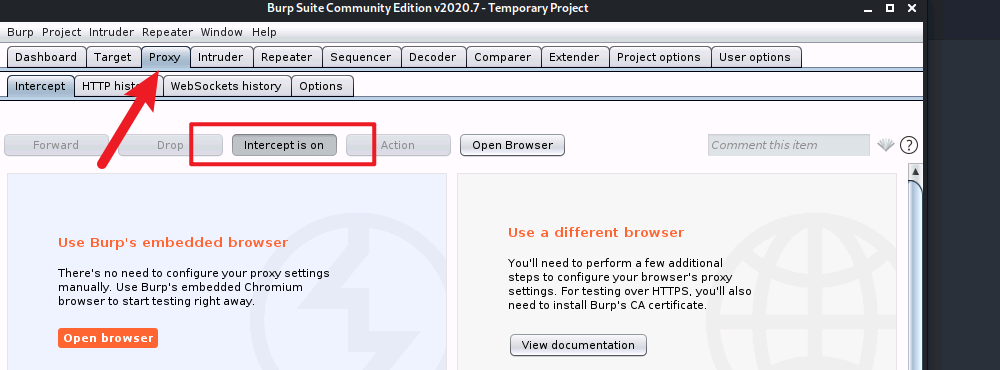 Burp Suite Community Edition v2020.7 - Temporary Project
Burp Project Intruder Repeater Window Help
Dashboard Target Proxy Intruder Repeater Sequencer Decoder Comparer Extender Project options User options
Intercept HTTP WebSockets history Options
Forward Drop Intercept is on Action Open Browser Comment this item ?
Use Burp's embedded browser
There's no need to configure your proxy settings
manually. Use Burp's embedded Chromium
browser to start testing right away.
Open browser
Use a different browser
You'll need to perform a few additional
steps to configure your browser's proxy
settings. For testing over HTTPS, you'll also
need to install Burp's CA certificate.
View documentation